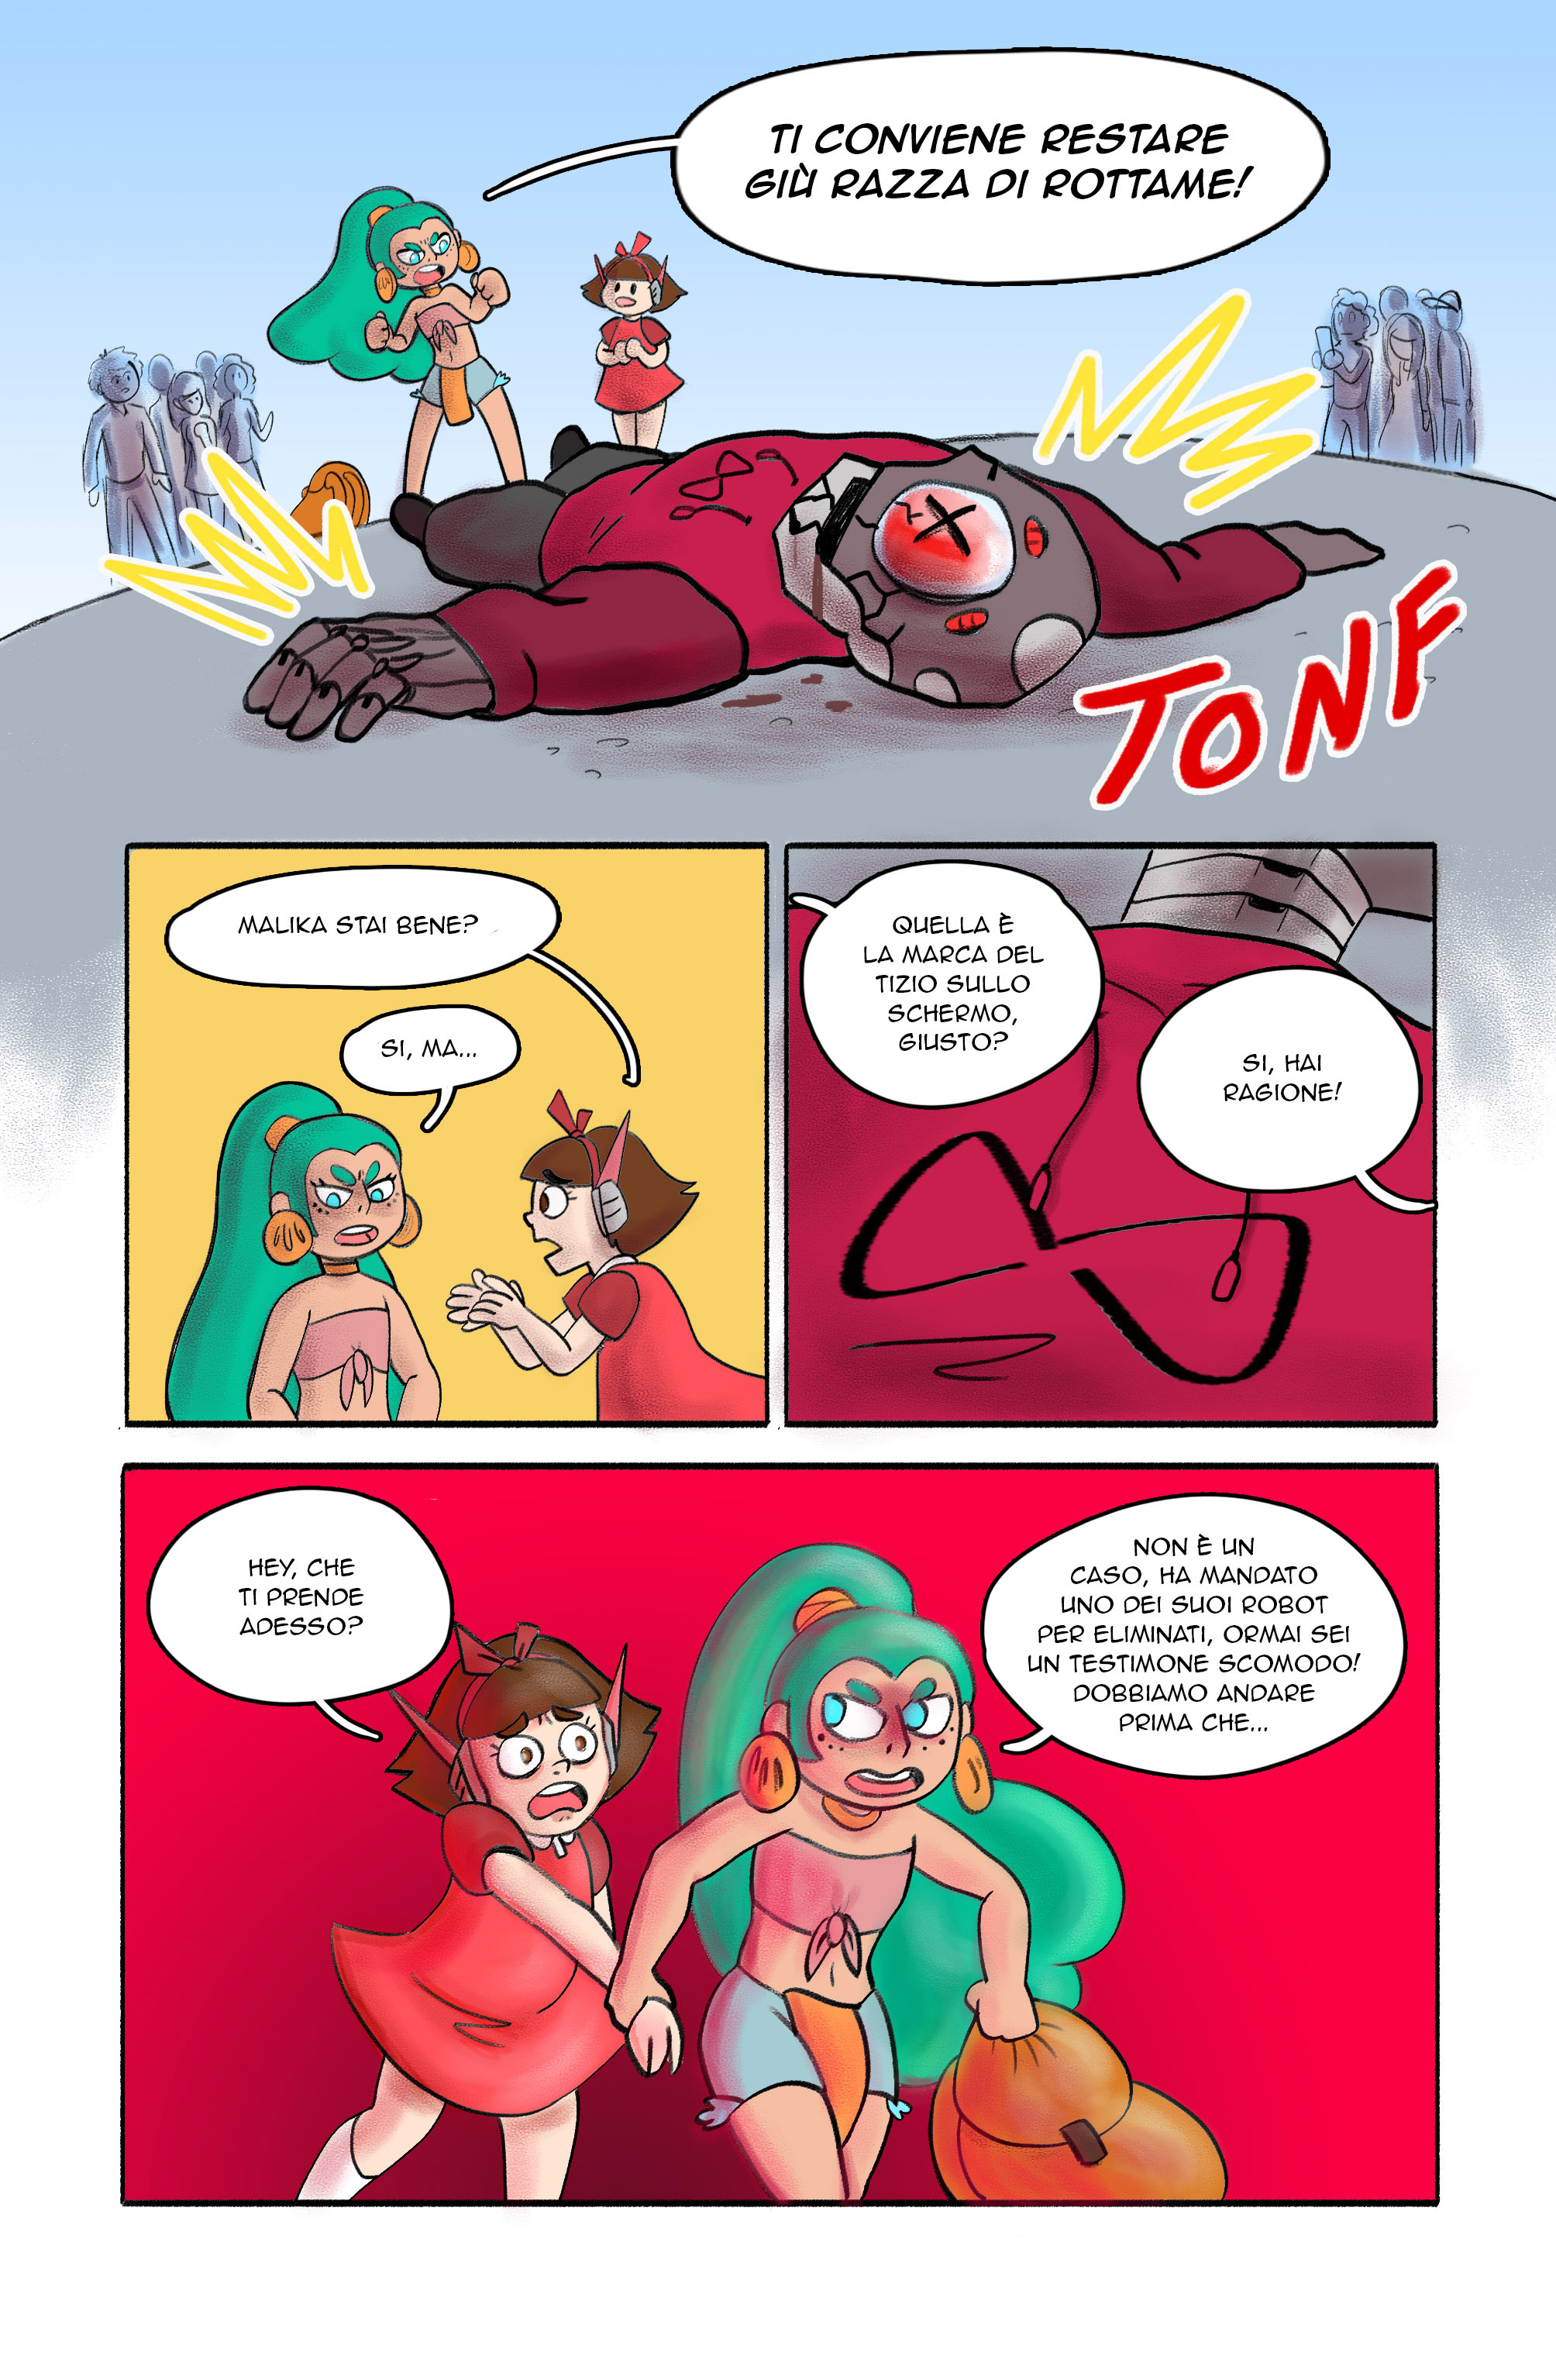 TI CONVIENE RESTARE
GIÙ RAZZA DI ROTTAME!
TONF
MALIKA STAI BENE?
SI, MA...
QUELLA È
LA MARCA DEL
TIZIO SULLO
SCHERMO,
GIUSTO?
SI, HAI
RAGIONE!
HEY, CHE
TI PRENDE
ADESSO?
NON È UN
CASO, HA MANDATO
UNO DEI SUOI ROBOT
PER ELIMINATI, ORMAI SEI
UN TESTIMONE SCOMODO!
DOBBIAMO ANDARE
PRIMA CHE...